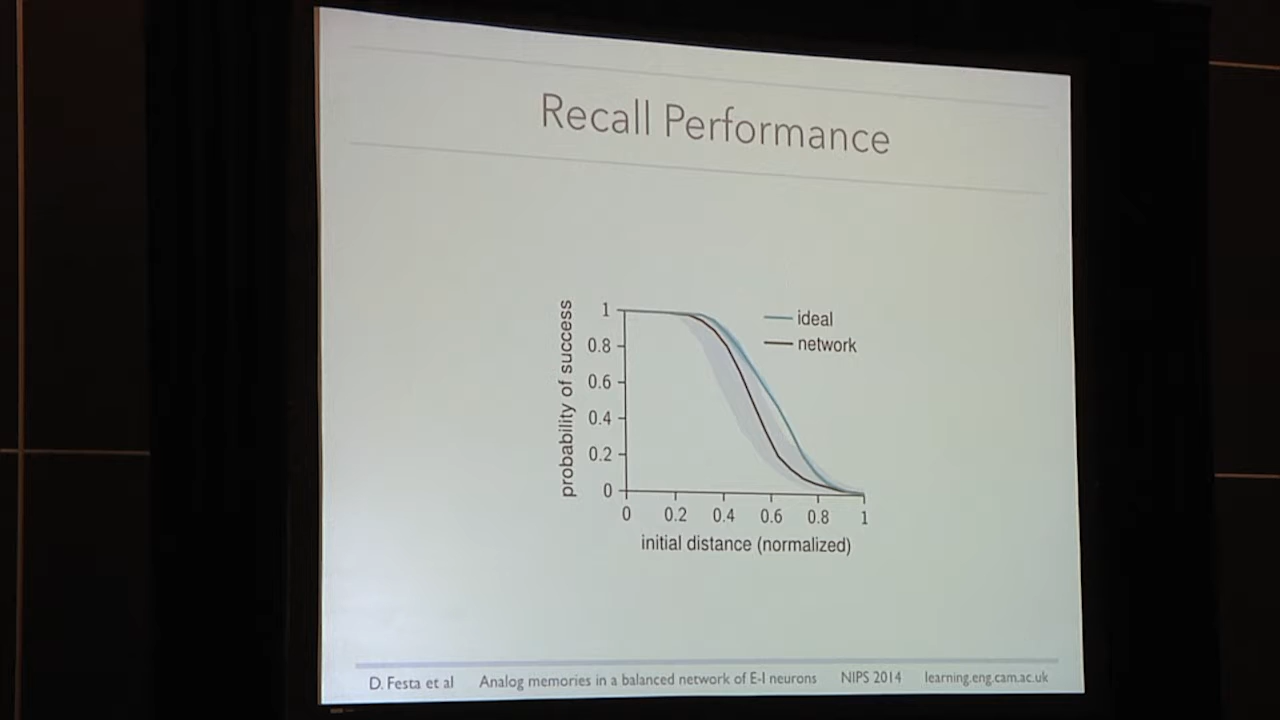 Recall Performance
probability of success
1
0.8
0.6
0.4
0.2
0
0 0.2 0.4 0.6 0.8 1
initial distance (normalized)
ideal
network
D. Festa et al Analog memories in a balanced network of E-I neurons NIPS 2014 learning.eng.cam.ac.uk